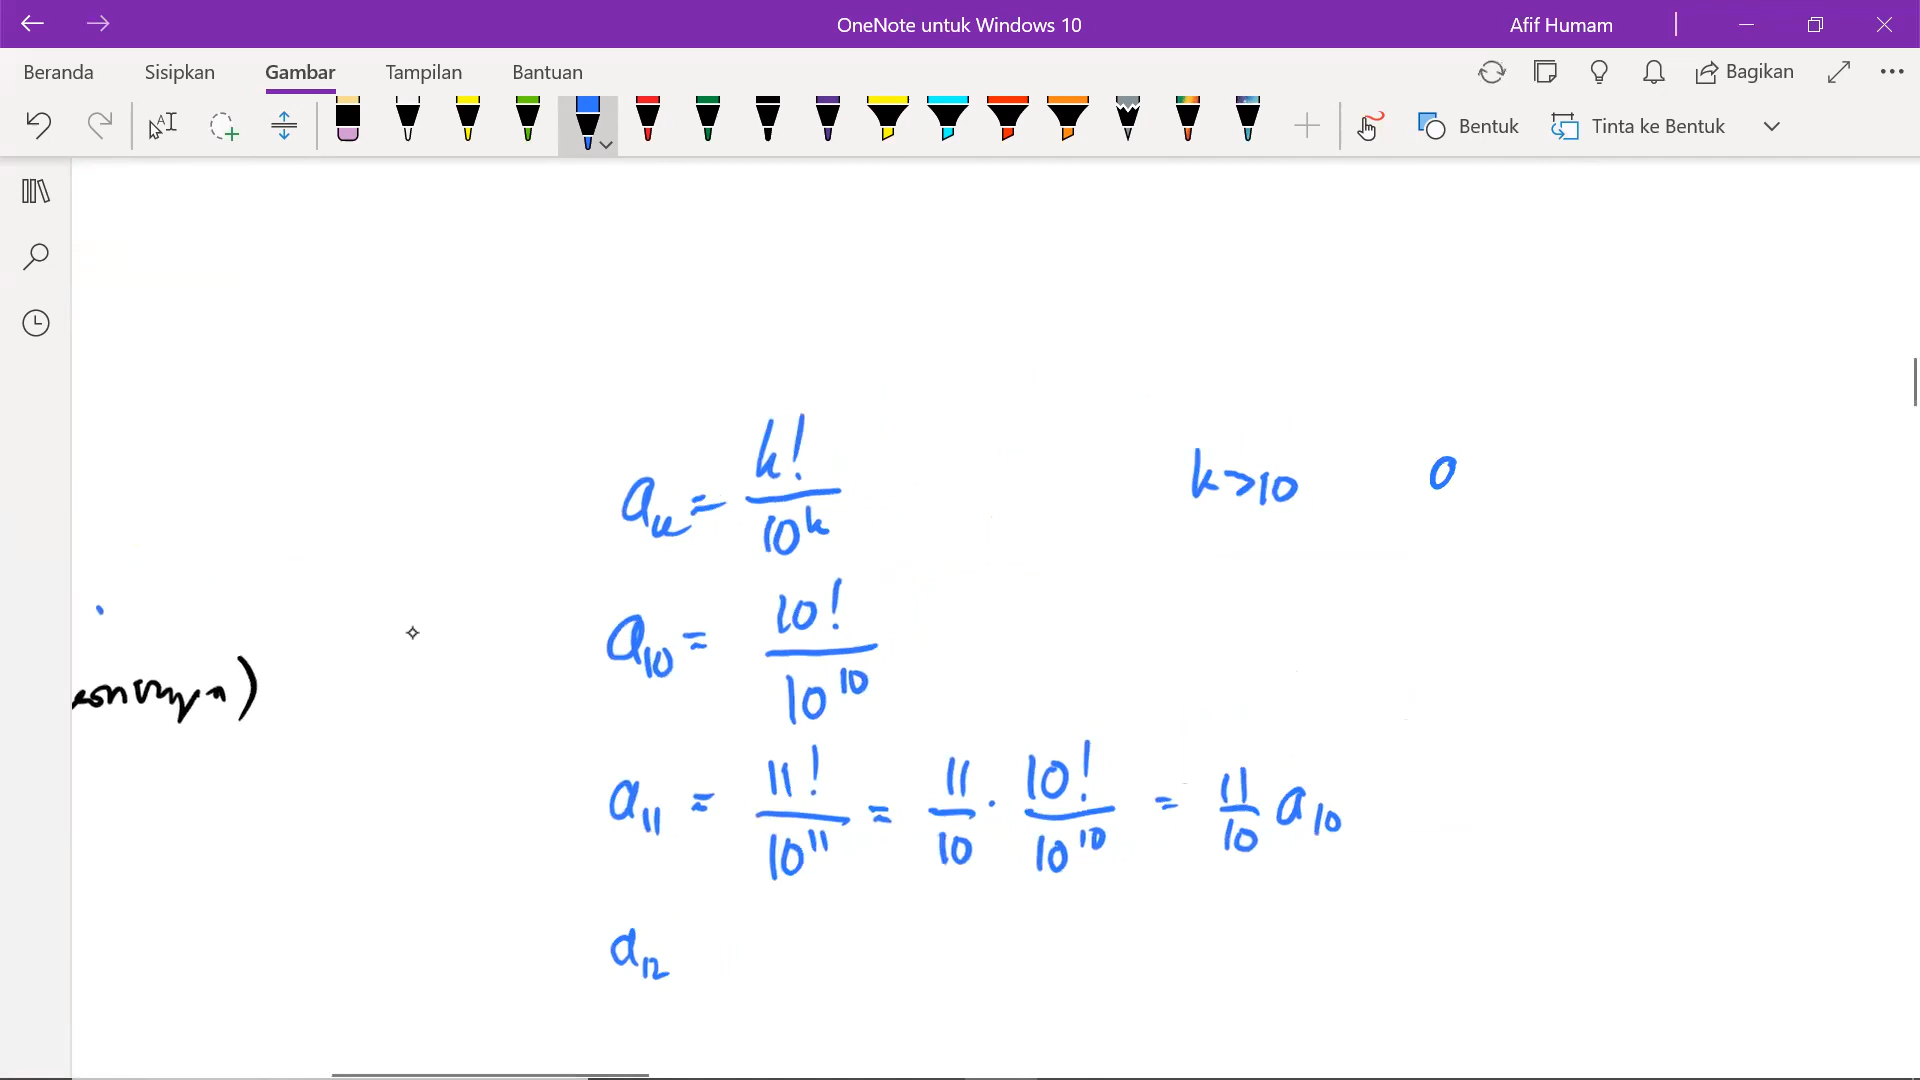 OneNote untuk Windows 10
Afif Humam
Beranda Sisipkan Gambar Tampilan Bantuan
Bagikan
Bentuk
Tinta ke Bentuk
a_k = k! / 10^k
k > 10
0
a_10 = 10! / 10^10
a_11 = 11! / 10^11 = 11/10 · 10! / 10^10 = 11/10 a_10
a_12